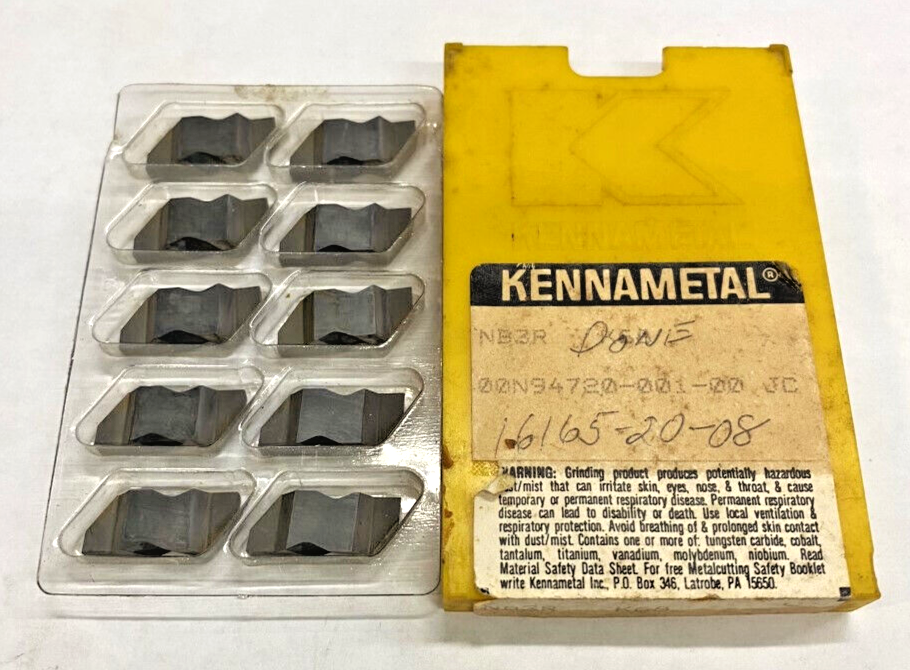 KENNAMETAL
KENNAMETAL®
NB3R DONE
00N94720-001-00 JC
16165-20-08
WARNING: Grinding product produces potentially hazardous
dust/mist that can irritate skin, eyes, nose, & throat, & cause
temporary or permanent respiratory disease. Permanent respiratory
disease can lead to disability or death. Use local ventilation &
respiratory protection. Avoid breathing of & prolonged skin contact
with dust/mist. Contains one or more of: tungsten carbide, cobalt,
tantalum, titanium, vanadium, molybdenum, niobium. Read
Material Safety Data Sheet. For free Metalcutting Safety Booklet
write Kennametal Inc., P.O. Box 346, Latrobe, PA 15650.